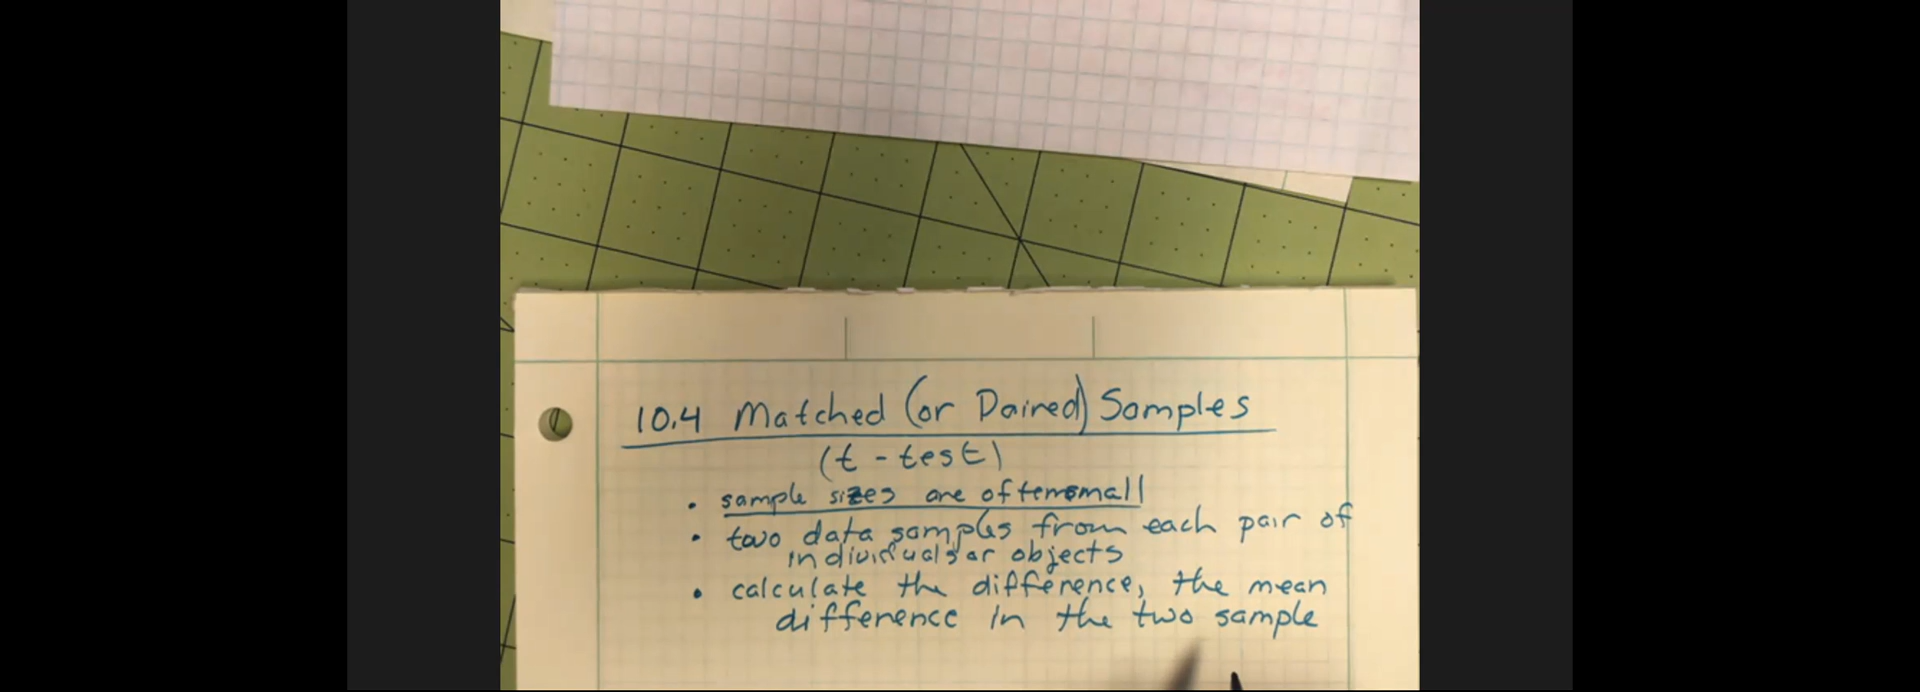 10.4 Matched (or Paired) Samples
(t-test)
• sample sizes are often small
• two data samples from each pair of
individuals or objects
• calculate the difference, the mean
difference in the two sample